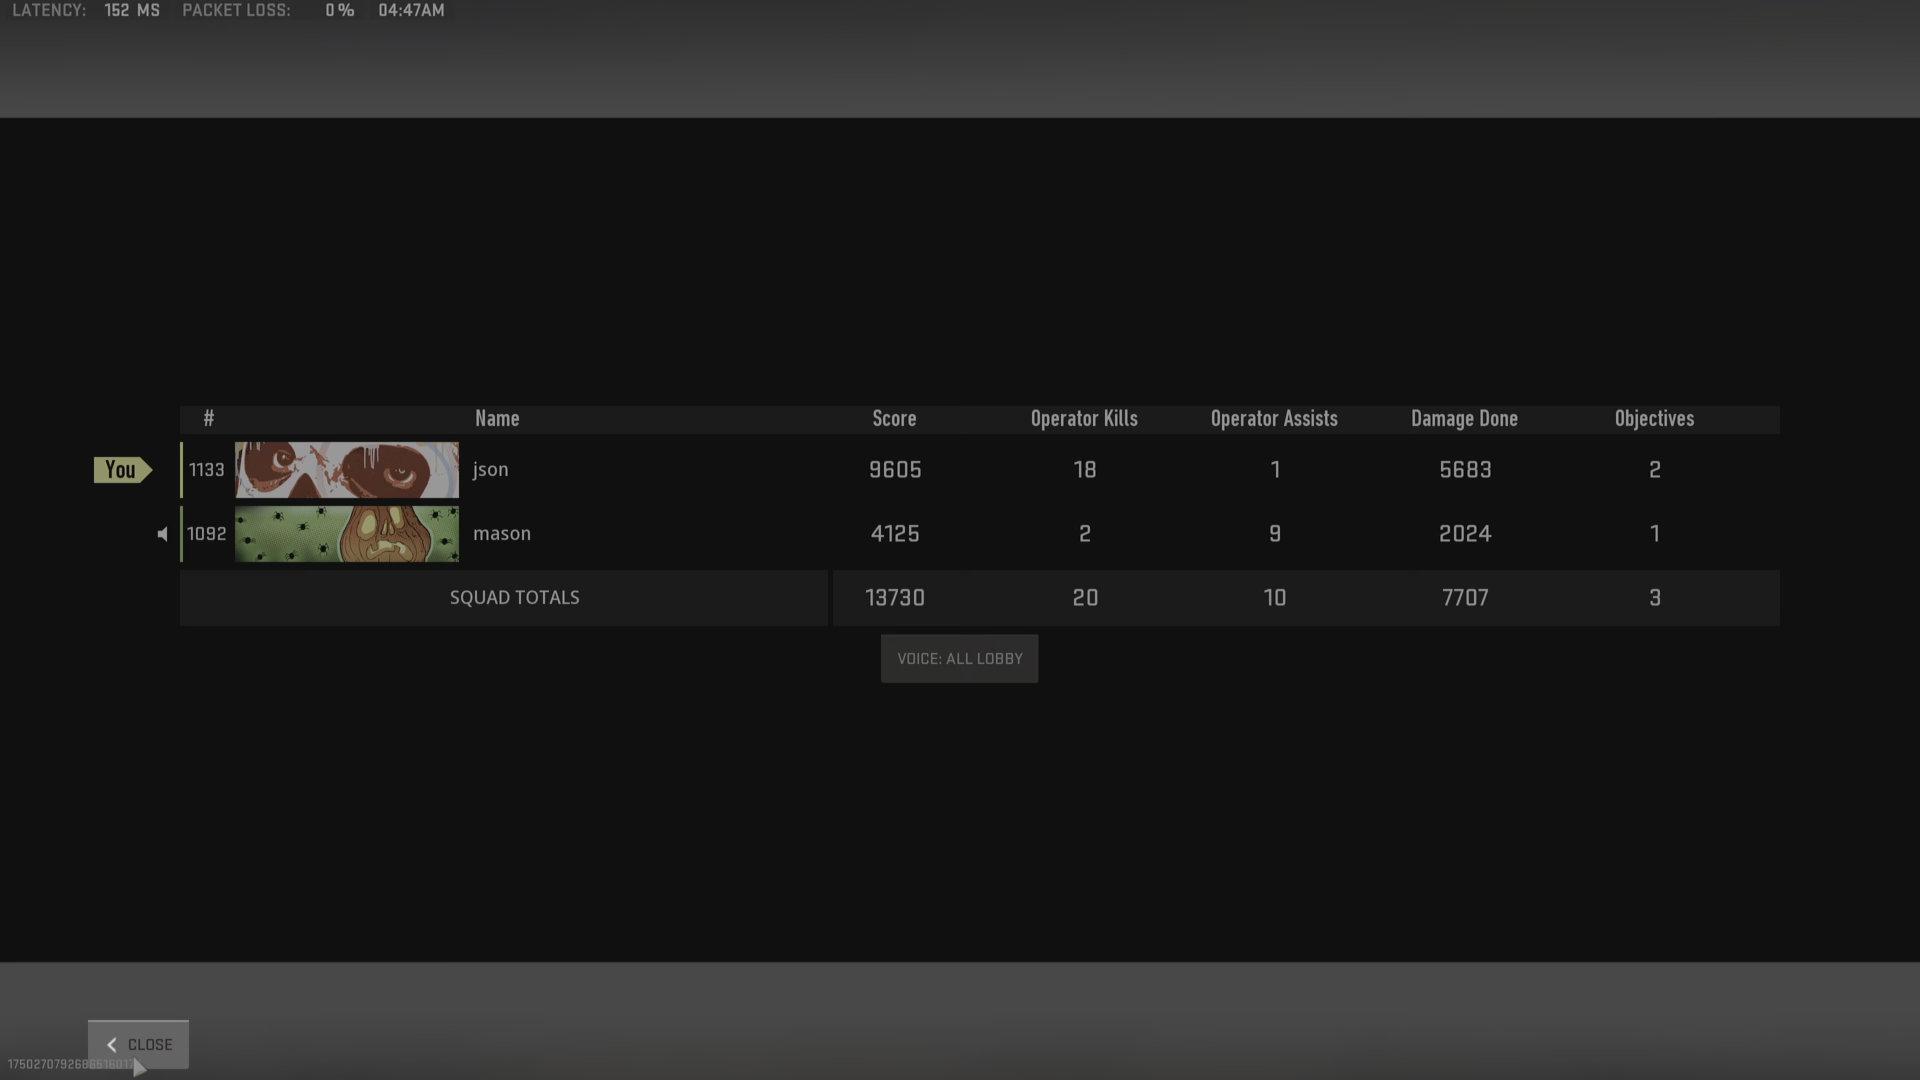 LATENCY: 152 MS PACKET LOSS: 0 % 04:47AM
# Name Score Operator Kills Operator Assists Damage Done Objectives
You 1133 json 9605 18 1 5683 2
1092 mason 4125 2 9 2024 1
SQUAD TOTALS 13730 20 10 7707 3
VOICE: ALL LOBBY
CLOSE